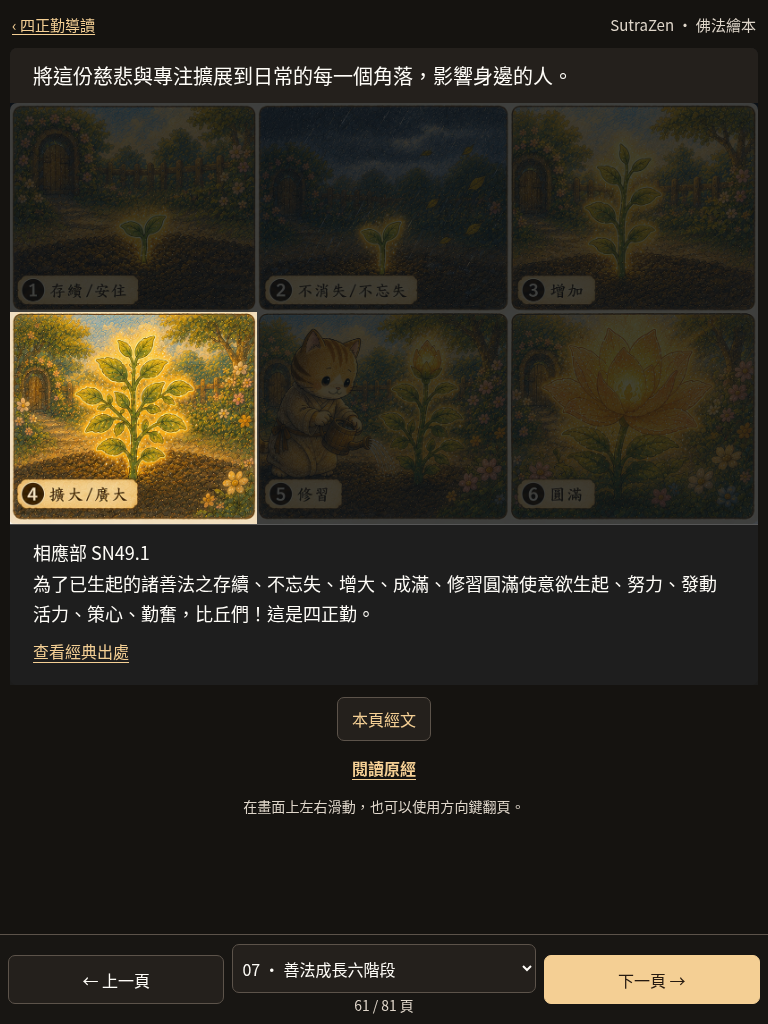 ‹ 四正勤導讀
SutraZen · 佛法繪本
將這份慈悲與專注擴展到日常的每一個角落，影響身邊的人。
1 存續/安住
2 不消失/不忘失
3 增加
4 擴大/廣大
5 修習
6 圓滿
相應部 SN49.1
為了已生起的諸善法之存續、不忘失、增大、成滿、修習圓滿使意欲生起、努力、發動
活力、策心、勤奮，比丘們！這是四正勤。
查看經典出處
本頁經文
閱讀原經
在畫面上左右滑動，也可以使用方向鍵翻頁。
← 上一頁
07 · 善法成長六階段
下一頁 →
61 / 81 頁